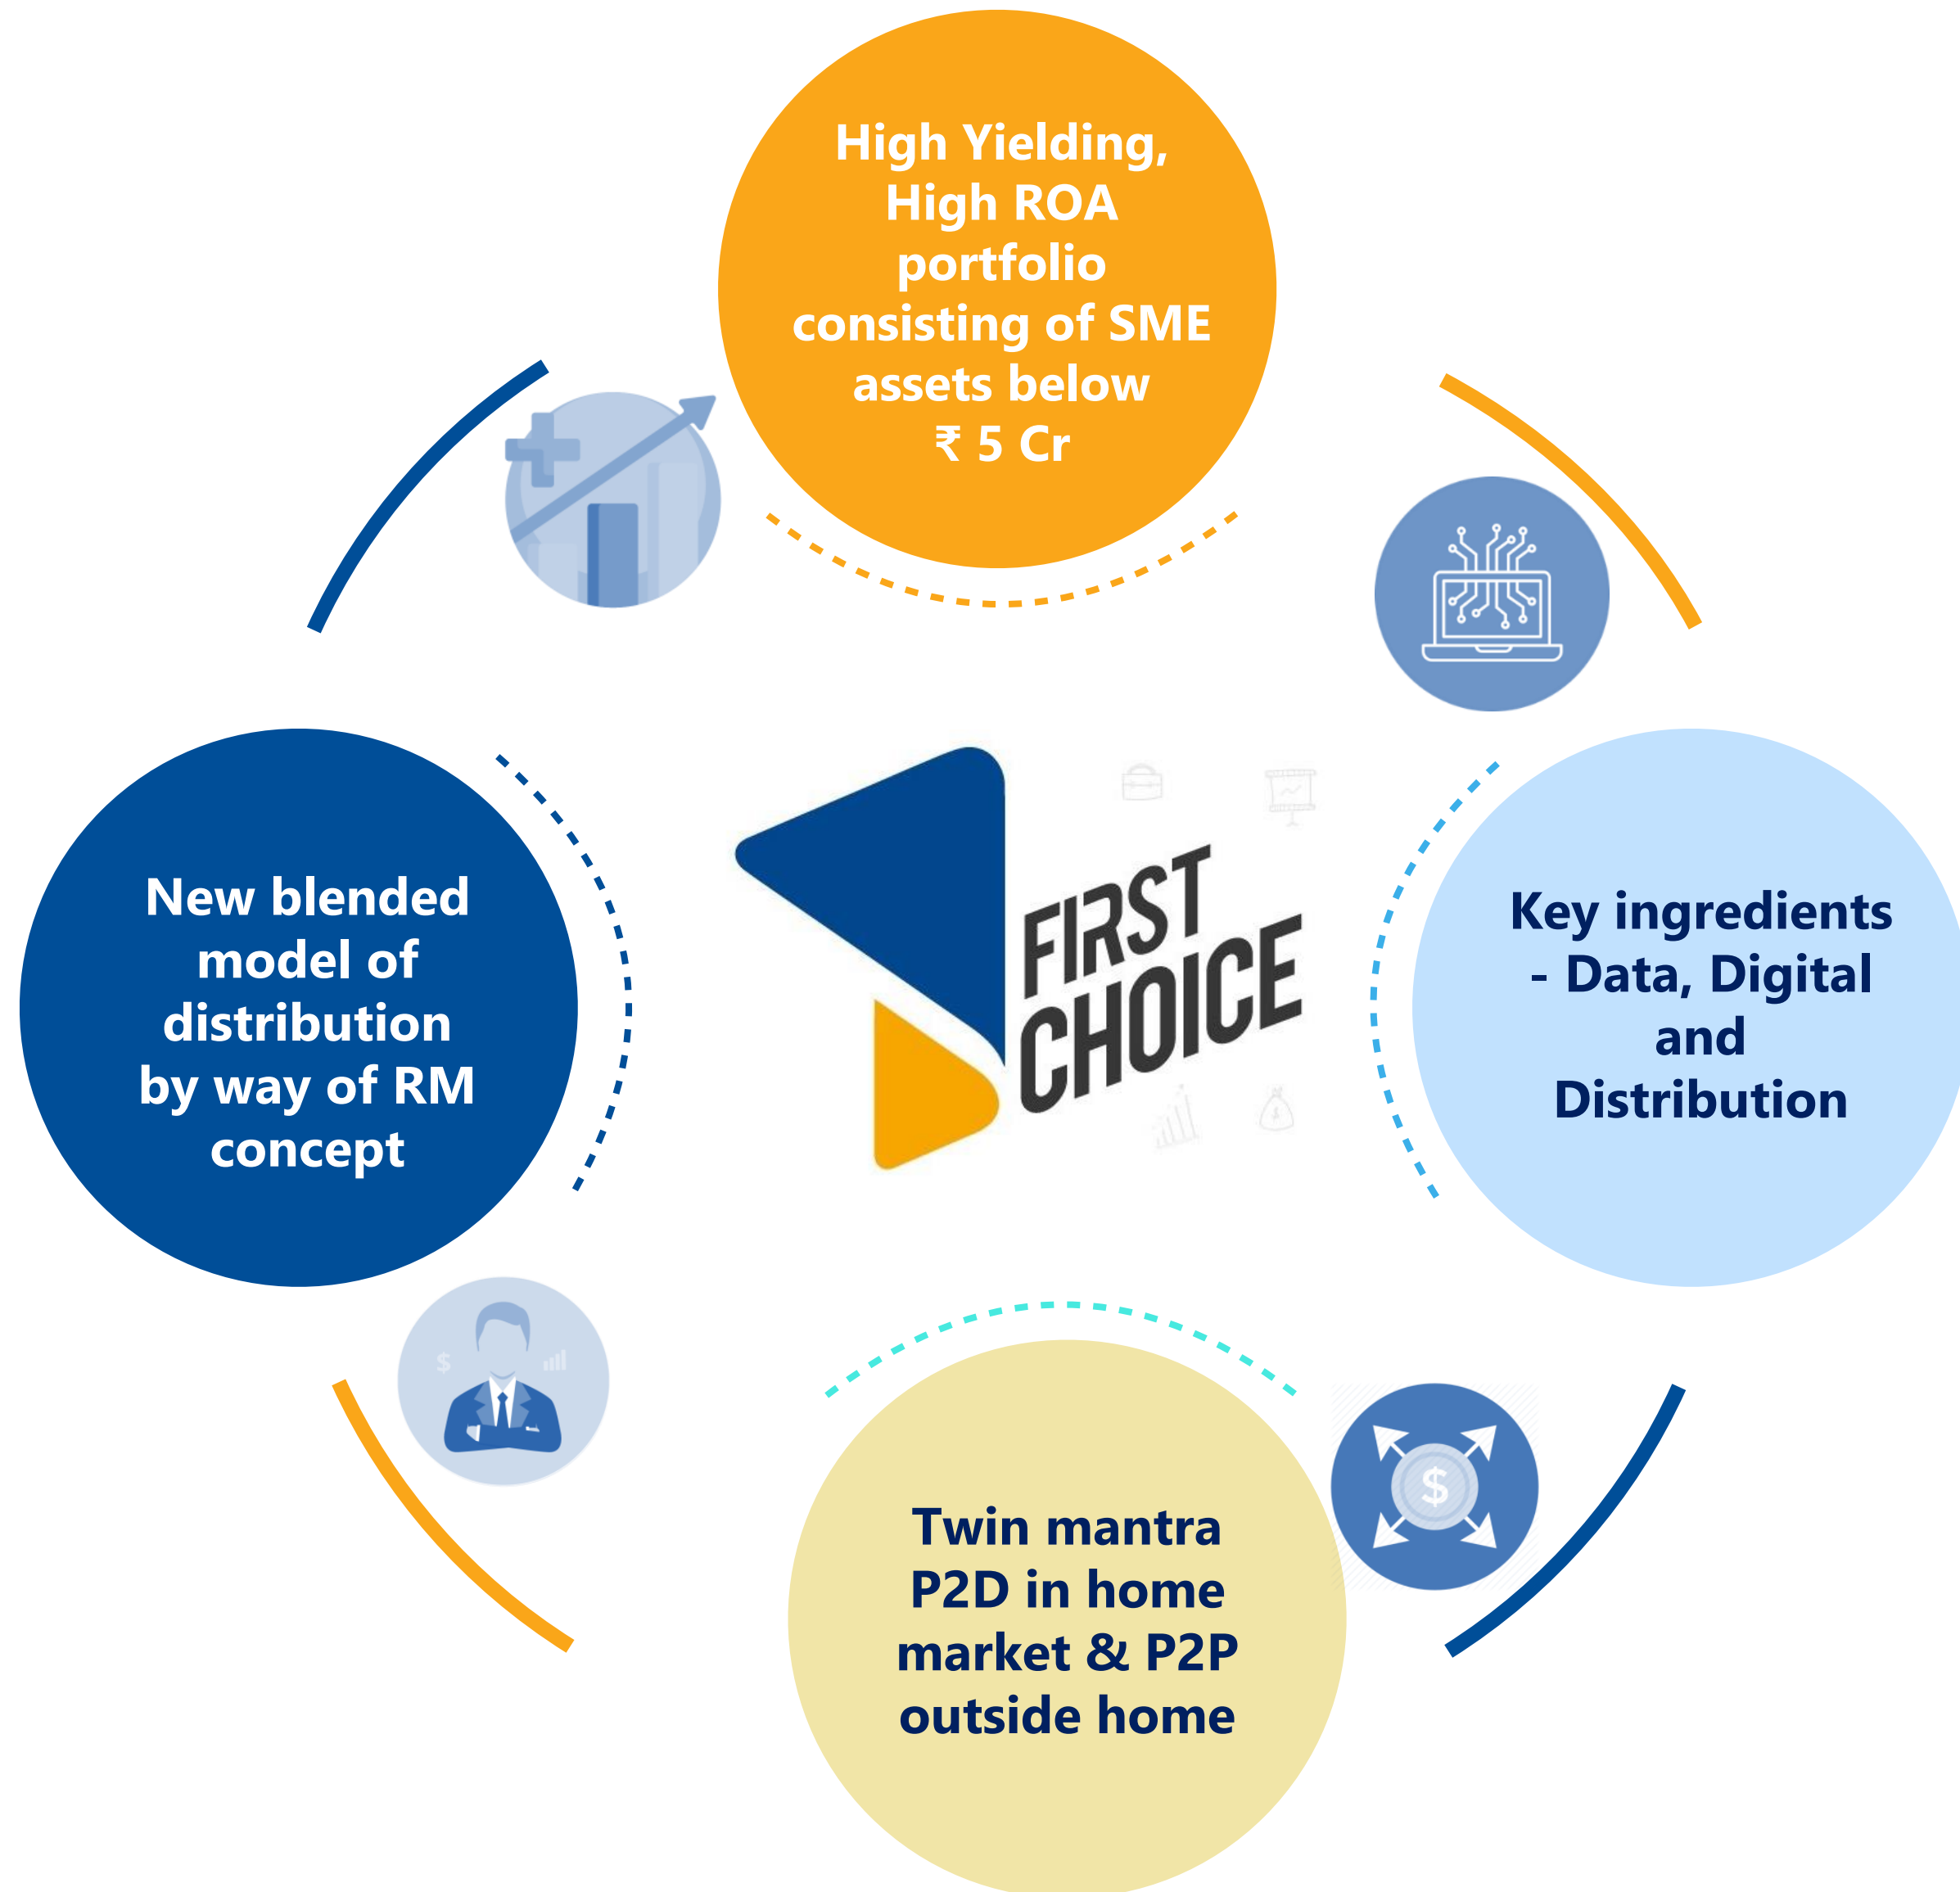 High Yielding,
High ROA
portfolio
consisting of SME
assets below
₹ 5 Cr
New blended
model of
distribution
by way of RM
concept
FIRST
CHOICE
Key ingredients
- Data, Digital
and
Distribution
$
$
Twin mantra
P2D in home
market & P2P
outside home